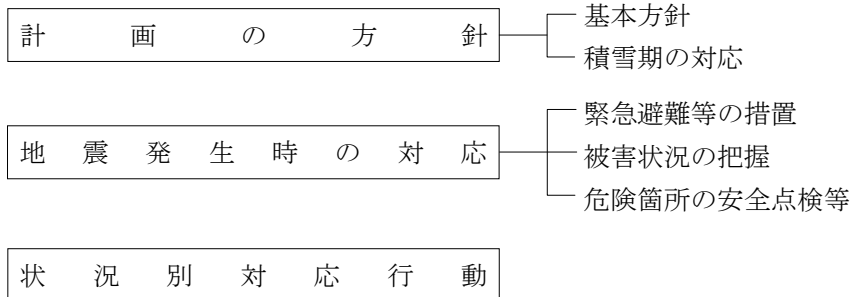 計画の方針
基本方針
積雪期の対応
地震発生時の対応
緊急避難等の措置
被害状況の把握
危険箇所の安全点検等
状況別対応行動